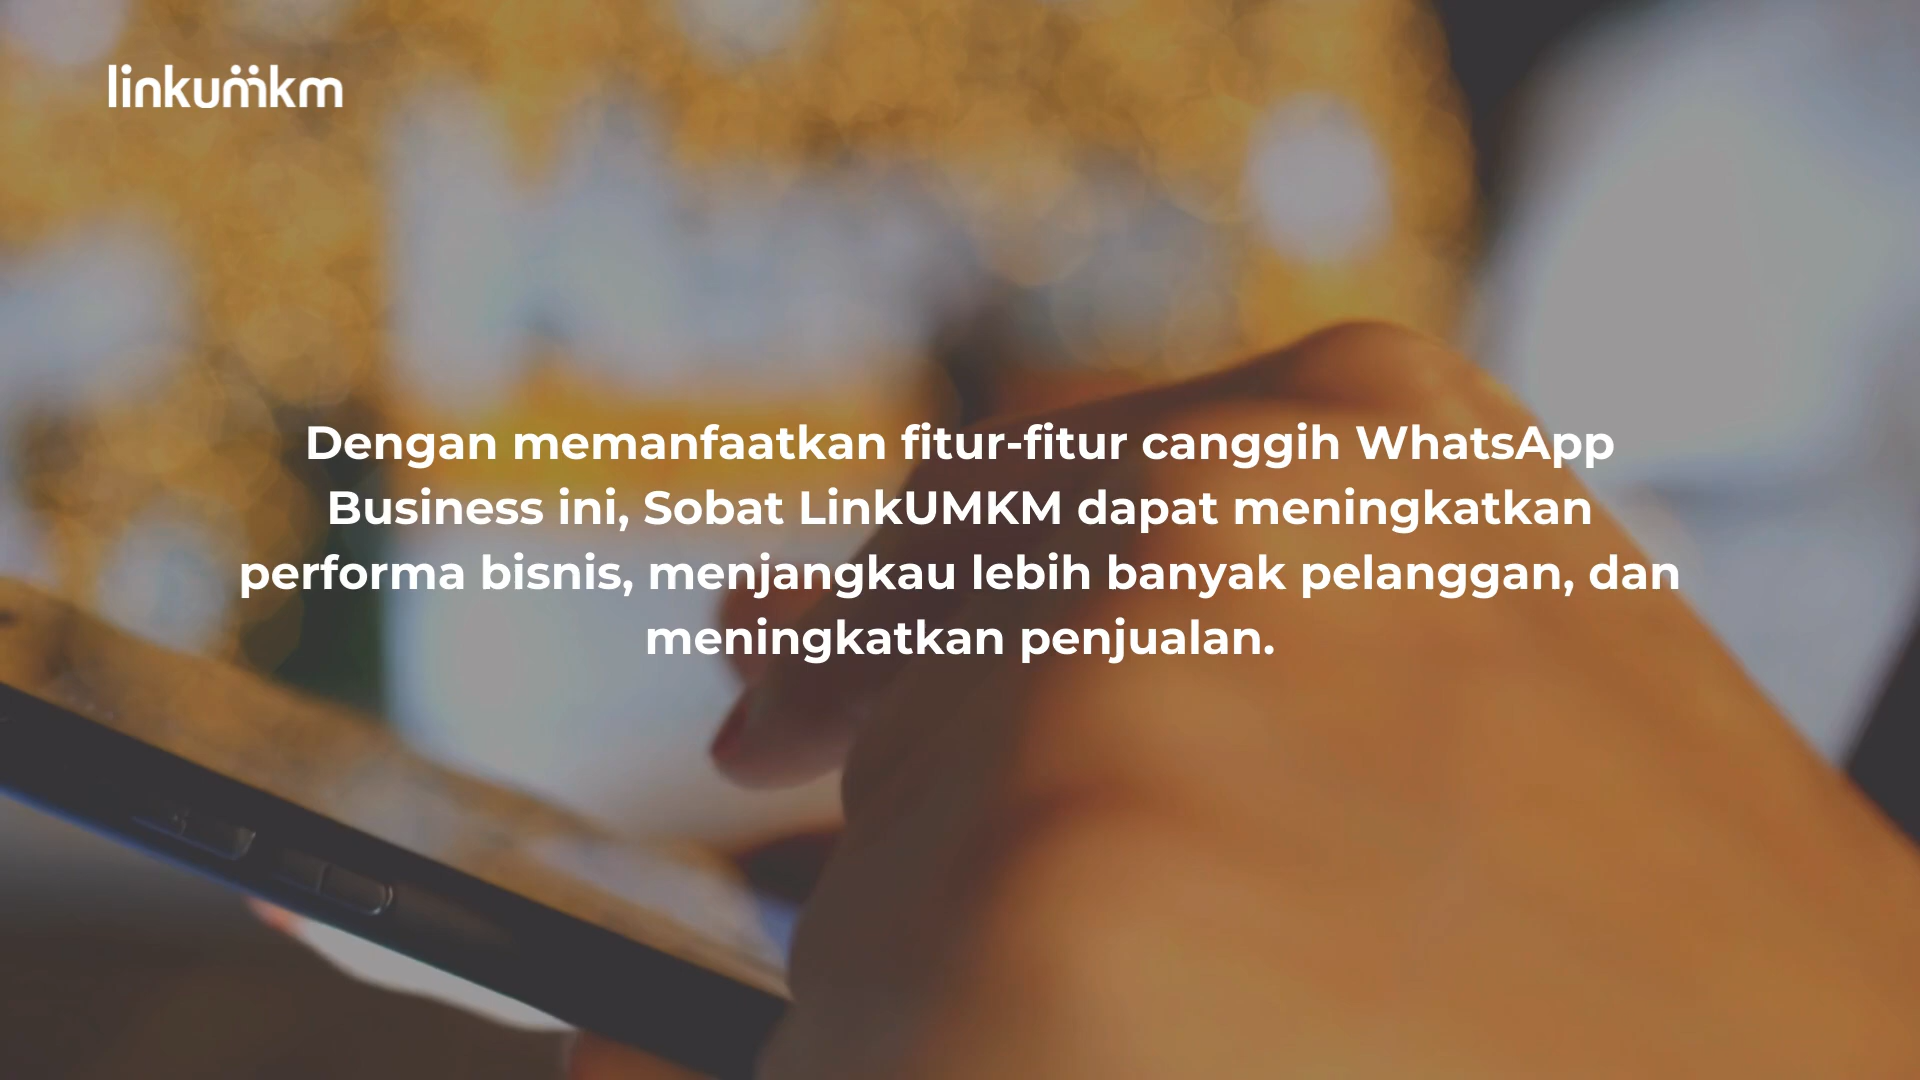 linkumkm
Dengan memanfaatkan fitur-fitur canggih WhatsApp
Business ini, Sobat LinkUMKM dapat meningkatkan
performa bisnis, menjangkau lebih banyak pelanggan, dan
meningkatkan penjualan.